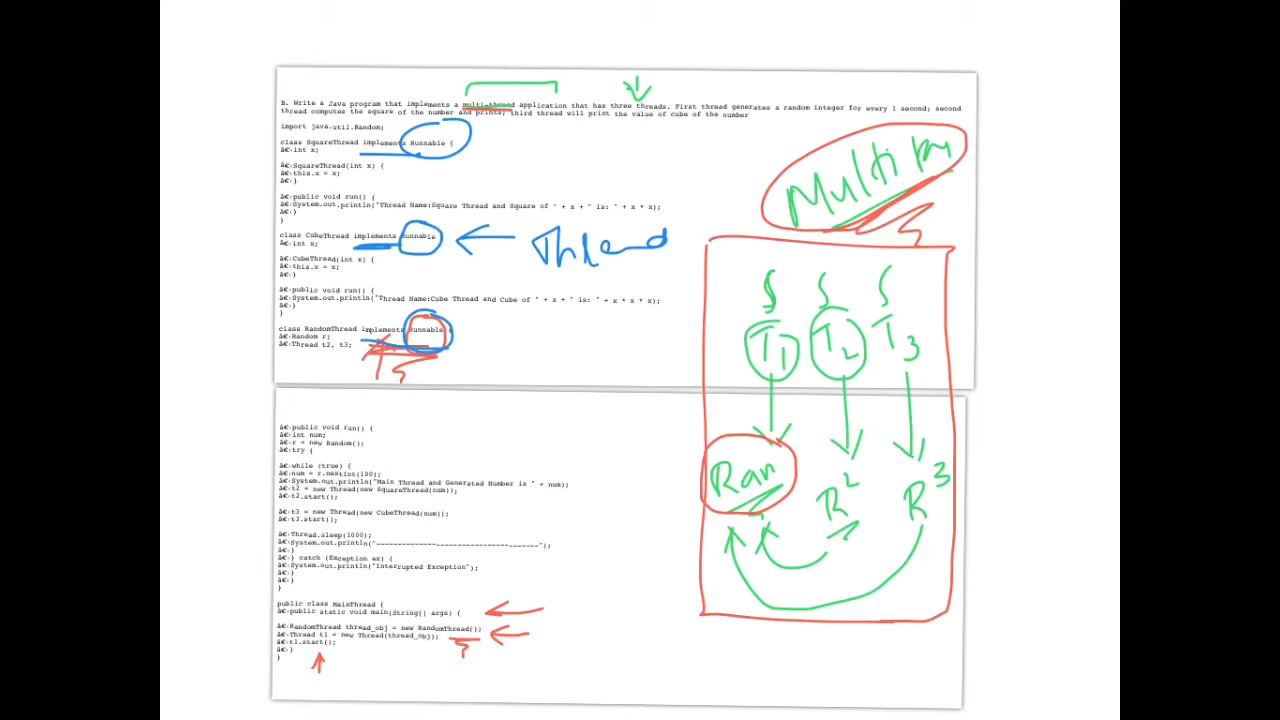 B. Write a Java program that implements a multi-thread application that has three threads. First thread generates a random integer for every 1 second; second
thread computes the square of the number and prints; third thread will print the value of cube of the number
import java.util.Random;
class SquareThread implements Runnable {
â€‹int x;
â€‹SquareThread(int x) {
â€‹this.x = x;
â€‹}
â€‹public void run() {
â€‹System.out.println("Thread Name:Square Thread and Square of " + x + " is: " + x * x);
â€‹}
}
class CubeThread implements Runnable
â€‹int x;
â€‹CubeThread(int x) {
â€‹this.x = x;
â€‹}
â€‹public void run() {
â€‹System.out.println("Thread Name:Cube Thread and Cube of " + x + " is: " + x * x * x);
â€‹}
}
class RandomThread implements Runnable {
â€‹Random r;
â€‹Thread t2, t3;
Thread
Multi
T1 T2 T3
Ran R2 R3
â€‹public void run() {
â€‹int num;
â€‹r = new Random();
â€‹try {
â€‹while (true) {
â€‹num = r.nextInt(100);
â€‹System.out.println("Main Thread and Generated Number is " + num);
â€‹t2 = new Thread(new SquareThread(num));
â€‹t2.start();
â€‹t3 = new Thread(new CubeThread(num));
â€‹t3.start();
â€‹Thread.sleep(1000);
â€‹System.out.println("--------------------------------------");
â€‹}
â€‹} catch (Exception ex) {
â€‹System.out.println("Interrupted Exception");
â€‹}
â€‹}
}
public class MainThread {
â€‹public static void main(String[] args) {
â€‹RandomThread thread_obj = new RandomThread();
â€‹Thread t1 = new Thread(thread_obj);
â€‹t1.start();
â€‹}
}